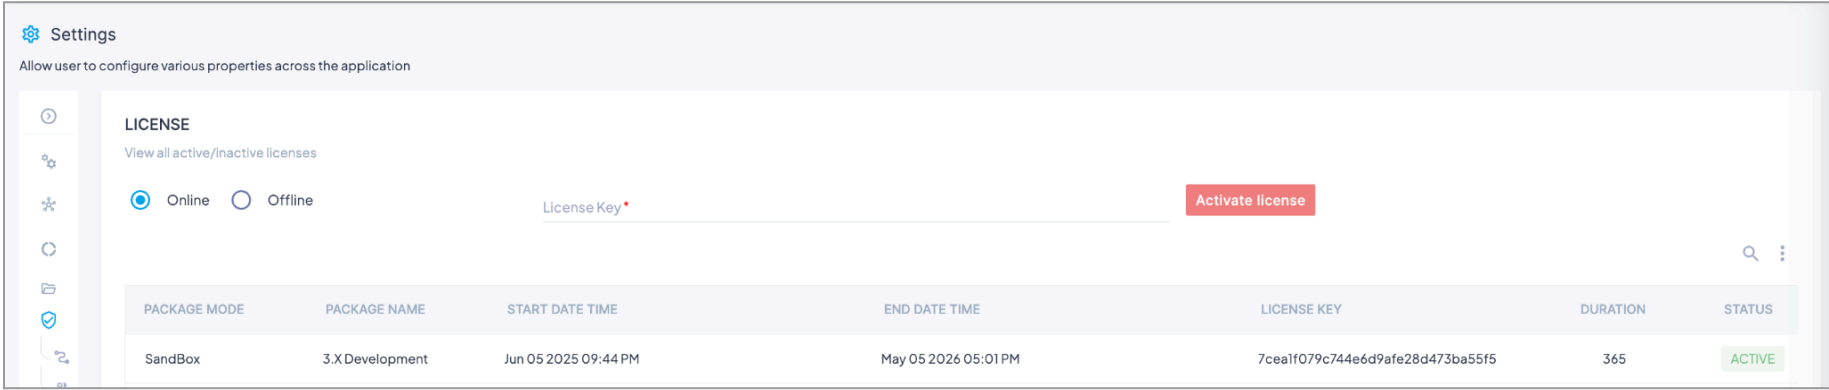 Settings
Allow user to configure various properties across the application
LICENSE
View all active/inactive licenses
Online Offline
License Key* Activate license
PACKAGE MODE PACKAGE NAME START DATE TIME END DATE TIME LICENSE KEY DURATION STATUS
SandBox 3.X Development Jun 05 2025 09:44 PM May 05 2026 05:01 PM 7cea1f079c744e6d9afe28d473ba55f5 365 ACTIVE